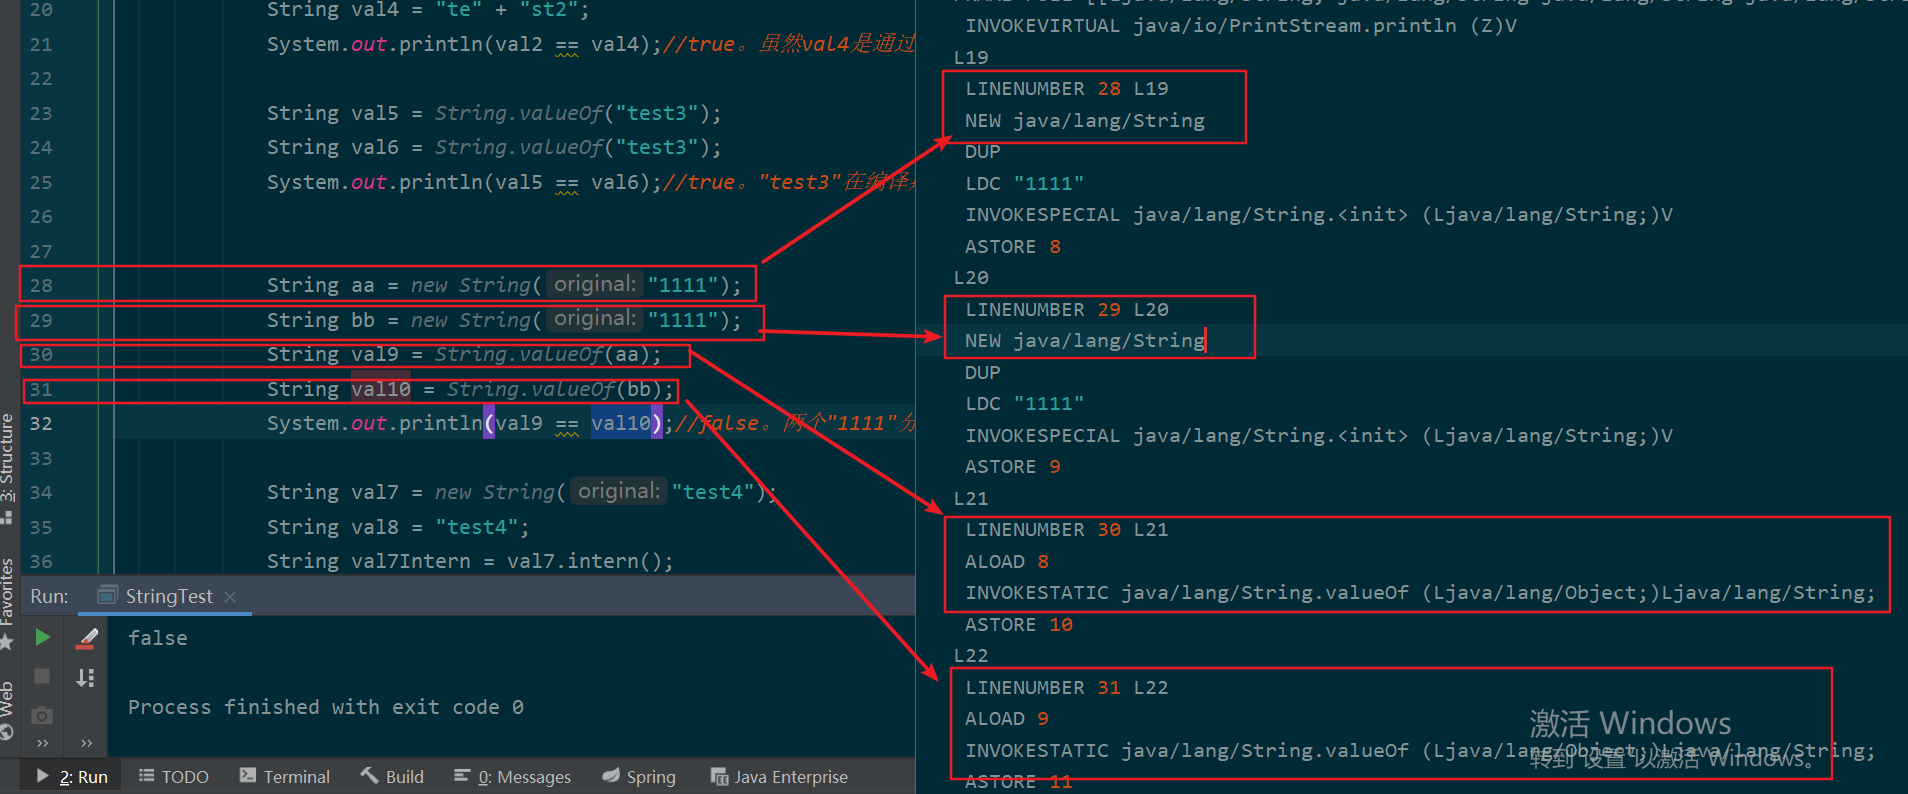 20 String val4 = "te" + "st2";
21 System.out.println(val2 == val4);//true。虽然val4是通过
22
23 String val5 = String.valueOf("test3");
24 String val6 = String.valueOf("test3");
25 System.out.println(val5 == val6);//true。"test3"在编译
26
27
28 String aa = new String( original: "1111");
29 String bb = new String( original: "1111");
30 String val9 = String.valueOf(aa);
31 String val10 = String.valueOf(bb);
32 System.out.println(val9 == val10);//false。两个"1111"分
33
34 String val7 = new String( original: "test4");
35 String val8 = "test4";
36 String val7Intern = val7.intern();
INVOKEVIRTUAL java/io/PrintStream.println (Z)V
L19
LINENUMBER 28 L19
NEW java/lang/String
DUP
LDC "1111"
INVOKESPECIAL java/lang/String.<init> (Ljava/lang/String;)V
ASTORE 8
L20
LINENUMBER 29 L20
NEW java/lang/String
DUP
LDC "1111"
INVOKESPECIAL java/lang/String.<init> (Ljava/lang/String;)V
ASTORE 9
L21
LINENUMBER 30 L21
ALOAD 8
INVOKESTATIC java/lang/String.valueOf (Ljava/lang/Object;)Ljava/lang/String;
ASTORE 10
L22
LINENUMBER 31 L22
ALOAD 9
INVOKESTATIC java/lang/String.valueOf (Ljava/lang/Object;)Ljava/lang/String;
ASTORE 11
激活 Windows
转到"设置"以激活 Windows。
3: Structure
Favorites
Web
Run: StringTest ×
false
Process finished with exit code 0
2: Run TODO Terminal Build 0: Messages Spring Java Enterprise